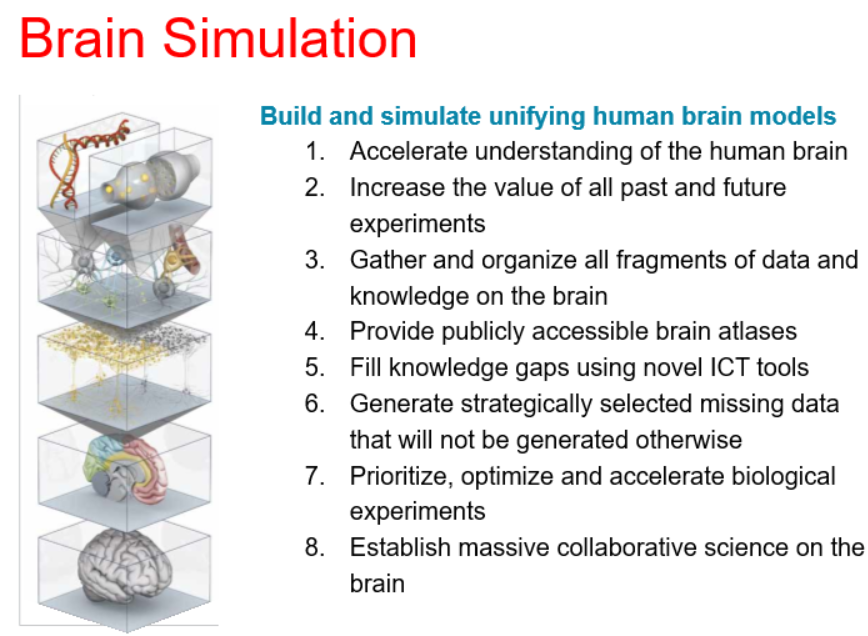 Brain Simulation
Build and simulate unifying human brain models
1. Accelerate understanding of the human brain
2. Increase the value of all past and future
experiments
3. Gather and organize all fragments of data and
knowledge on the brain
4. Provide publicly accessible brain atlases
5. Fill knowledge gaps using novel ICT tools
6. Generate strategically selected missing data
that will not be generated otherwise
7. Prioritize, optimize and accelerate biological
experiments
8. Establish massive collaborative science on the
brain